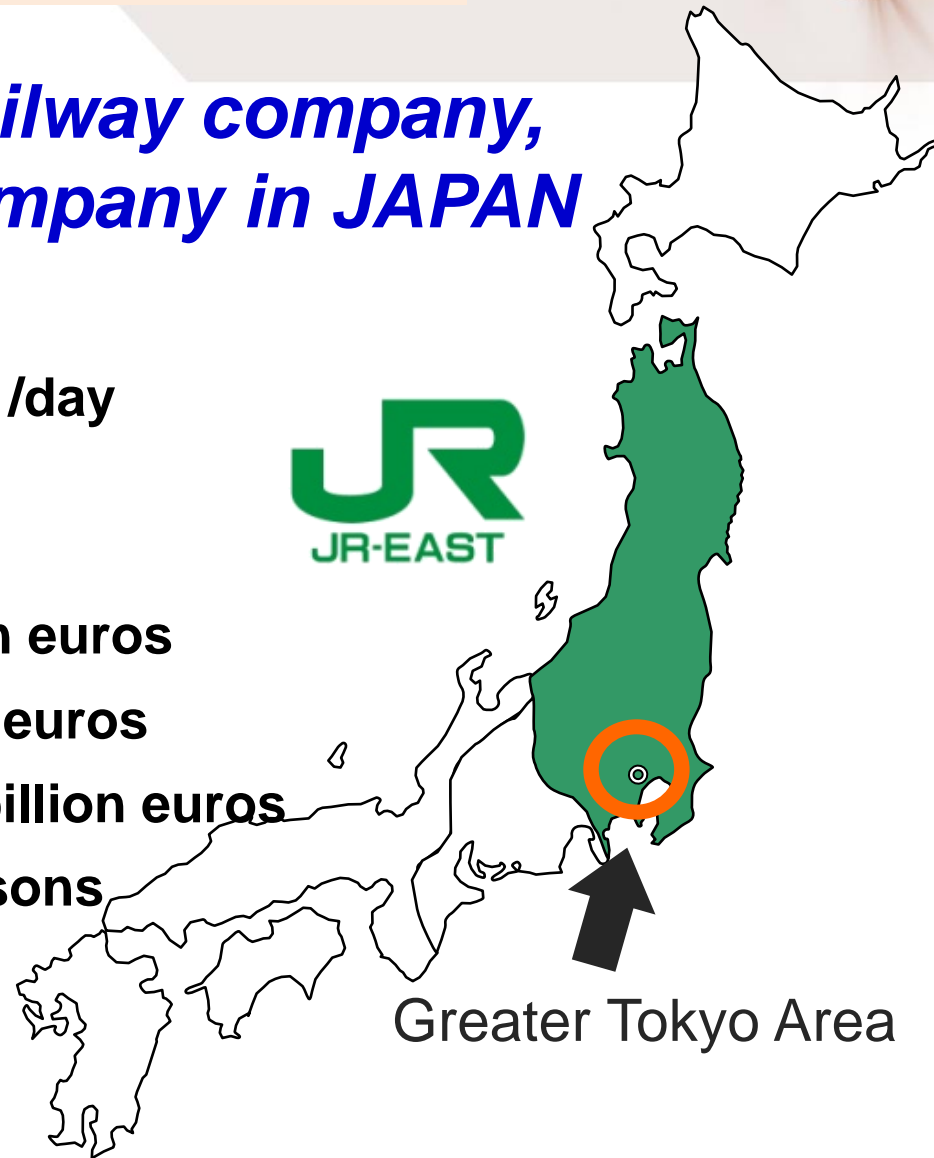 ilway company,
mpany in JAPAN
/day
JR
JR-EAST
n euros
euros
illion euros
sons
Greater Tokyo Area